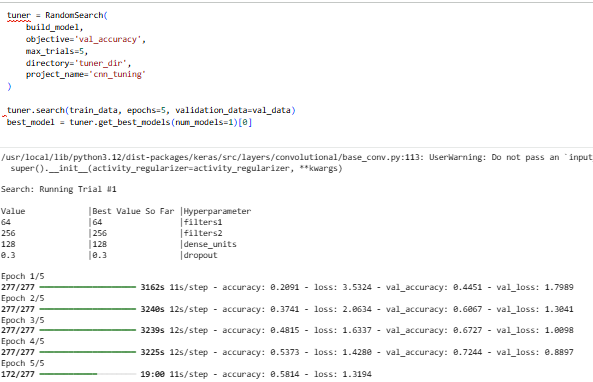 tuner = RandomSearch(
    build_model,
    objective='val_accuracy',
    max_trials=5,
    directory='tuner_dir',
    project_name='cnn_tuning'
)
tuner.search(train_data, epochs=5, validation_data=val_data)
best_model = tuner.get_best_models(num_models=1)[0]
/usr/local/lib/python3.12/dist-packages/keras/src/layers/convolutional/base_conv.py:113: UserWarning: Do not pass an `input
  super().__init__(activity_regularizer=activity_regularizer, **kwargs)
Search: Running Trial #1
Value |Best Value So Far |Hyperparameter
64 |64 |filters1
256 |256 |filters2
128 |128 |dense_units
0.3 |0.3 |dropout
Epoch 1/5
277/277 3162s 11s/step - accuracy: 0.2091 - loss: 3.5324 - val_accuracy: 0.4451 - val_loss: 1.7989
Epoch 2/5
277/277 3240s 12s/step - accuracy: 0.3741 - loss: 2.0634 - val_accuracy: 0.6067 - val_loss: 1.3041
Epoch 3/5
277/277 3239s 12s/step - accuracy: 0.4815 - loss: 1.6337 - val_accuracy: 0.6727 - val_loss: 1.0098
Epoch 4/5
277/277 3225s 12s/step - accuracy: 0.5373 - loss: 1.4280 - val_accuracy: 0.7244 - val_loss: 0.8897
Epoch 5/5
172/277 19:00 11s/step - accuracy: 0.5814 - loss: 1.3194